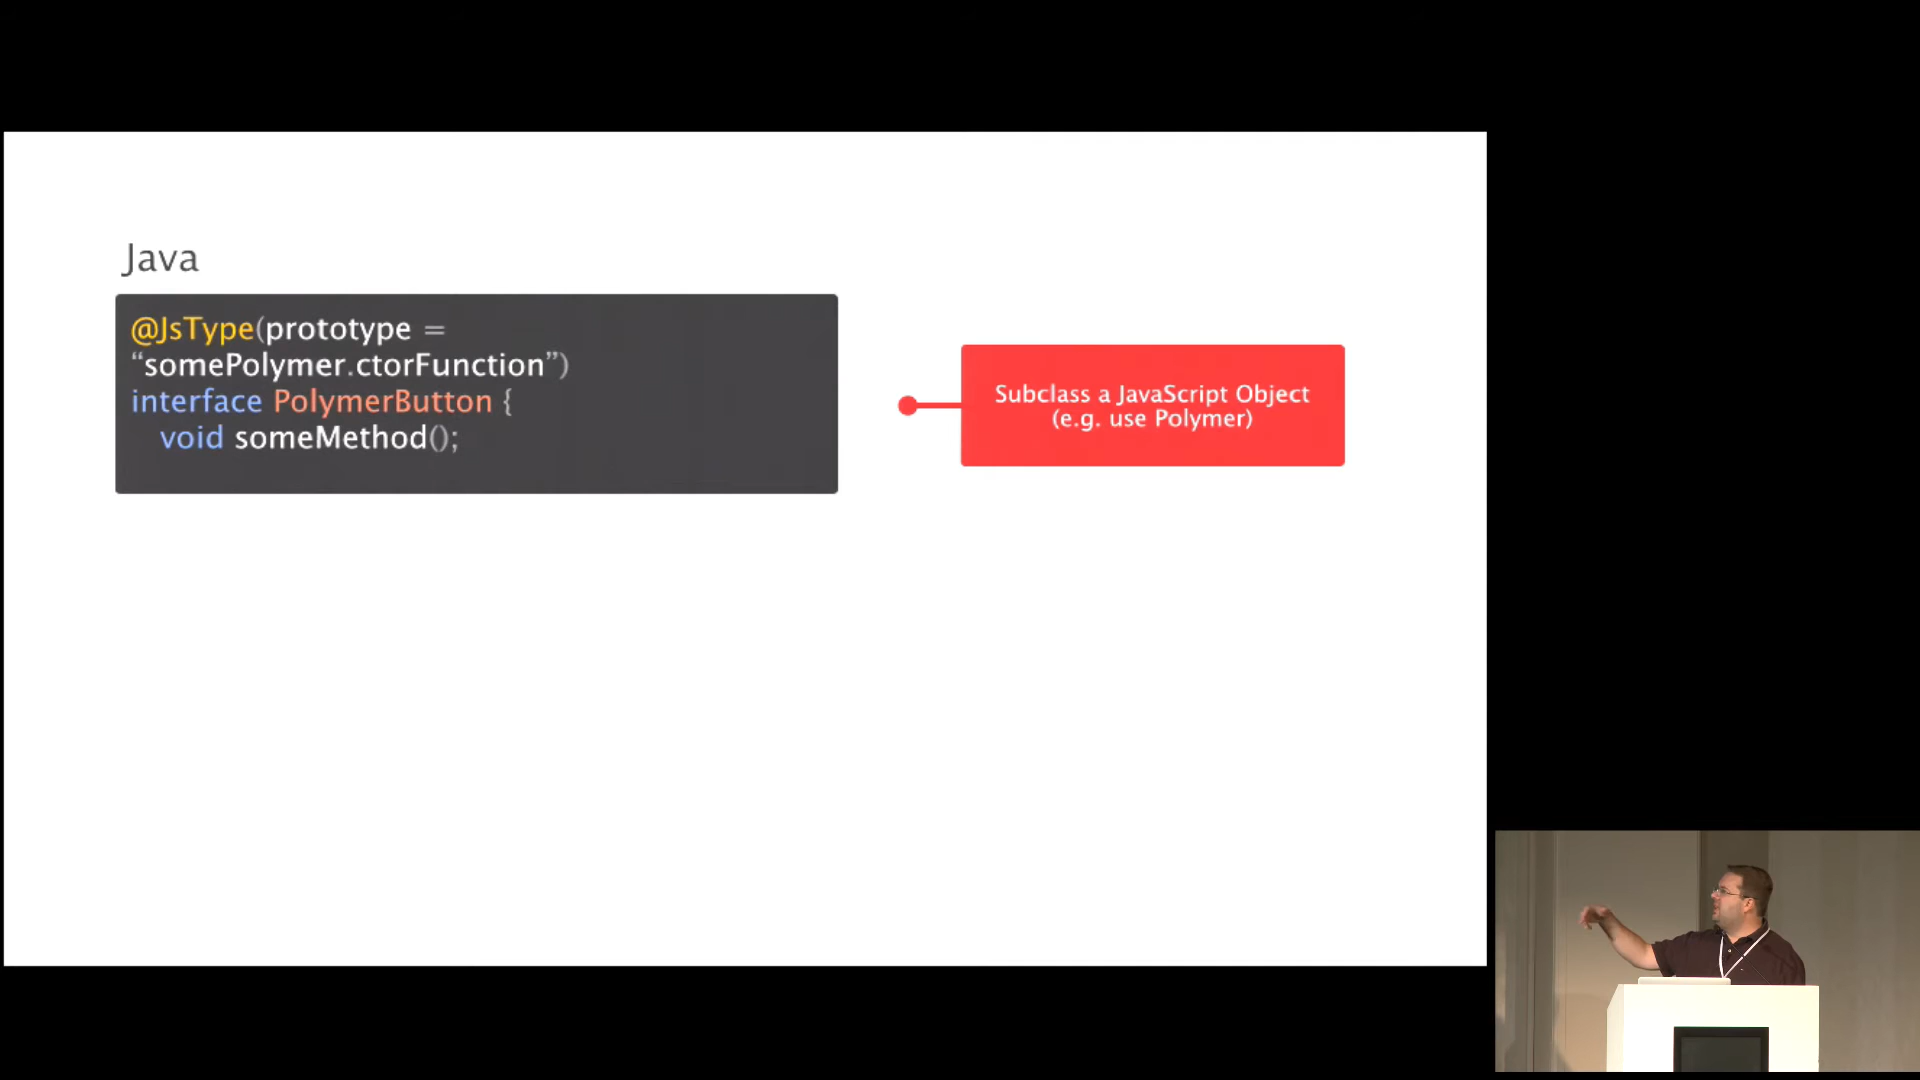 Java
@JsType(prototype =
“somePolymer.ctorFunction”)
interface PolymerButton {
void someMethod();
Subclass a JavaScript Object
(e.g. use Polymer)